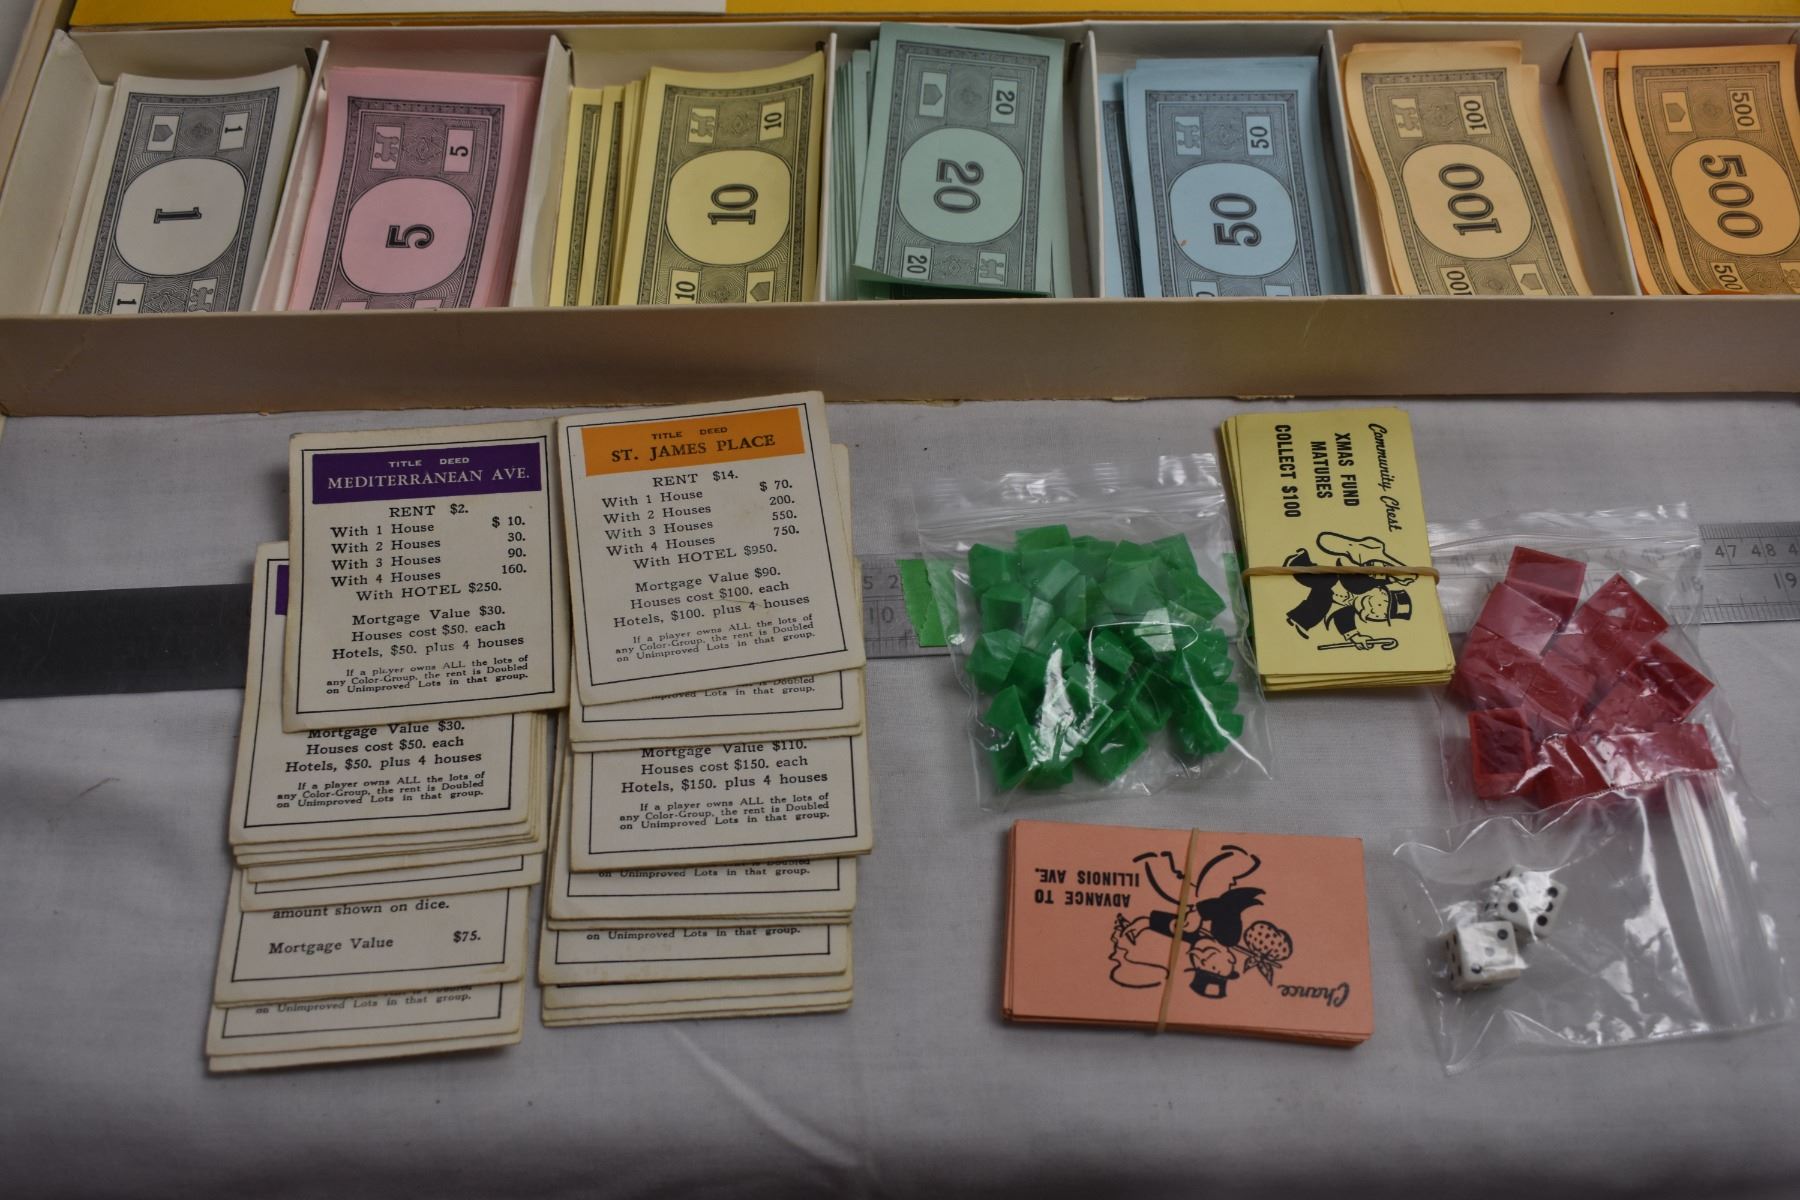 1
1
1
5
5
10
10
10
20
20
20
50
50
100
100
500
500
500
TITLE DEED
MEDITERRANEAN AVE.
RENT $2.
With 1 House $ 10.
With 2 Houses 30.
With 3 Houses 90.
With 4 Houses 160.
With HOTEL $250.
Mortgage Value $30.
Houses cost $50. each
Hotels, $50. plus 4 houses
If a player owns ALL the lots of
any Color-Group, the rent is Doubled
on Unimproved Lots in that group.
Mortgage Value $30.
Houses cost $50. each
Hotels, $50. plus 4 houses
If a player owns ALL the lots of
any Color-Group, the rent is Doubled
on Unimproved Lots in that group.
amount shown on dice.
Mortgage Value $75.
on Unimproved Lots in that group.
TITLE DEED
ST. JAMES PLACE
RENT $14.
With 1 House $ 70.
With 2 Houses 200.
With 3 Houses 550.
With 4 Houses 750.
With HOTEL $950.
Mortgage Value $90.
Houses cost $100. each
Hotels, $100. plus 4 houses
If a player owns ALL the lots of
any Color-Group, the rent is Doubled
on Unimproved Lots in that group.
Unimproved Lots in that group.
Mortgage Value $110.
Houses cost $150. each
Hotels, $150. plus 4 houses
If a player owns ALL the lots of
any Color-Group, the rent is Doubled
on Unimproved Lots in that group.
on Unimproved Lots in that group.
on Unimproved Lots in that group.
Community Chest
XMAS FUND
MATURES
COLLECT $100
Chance
ADVANCE TO
ILLINOIS AVE.
10
47 48 4
18
19